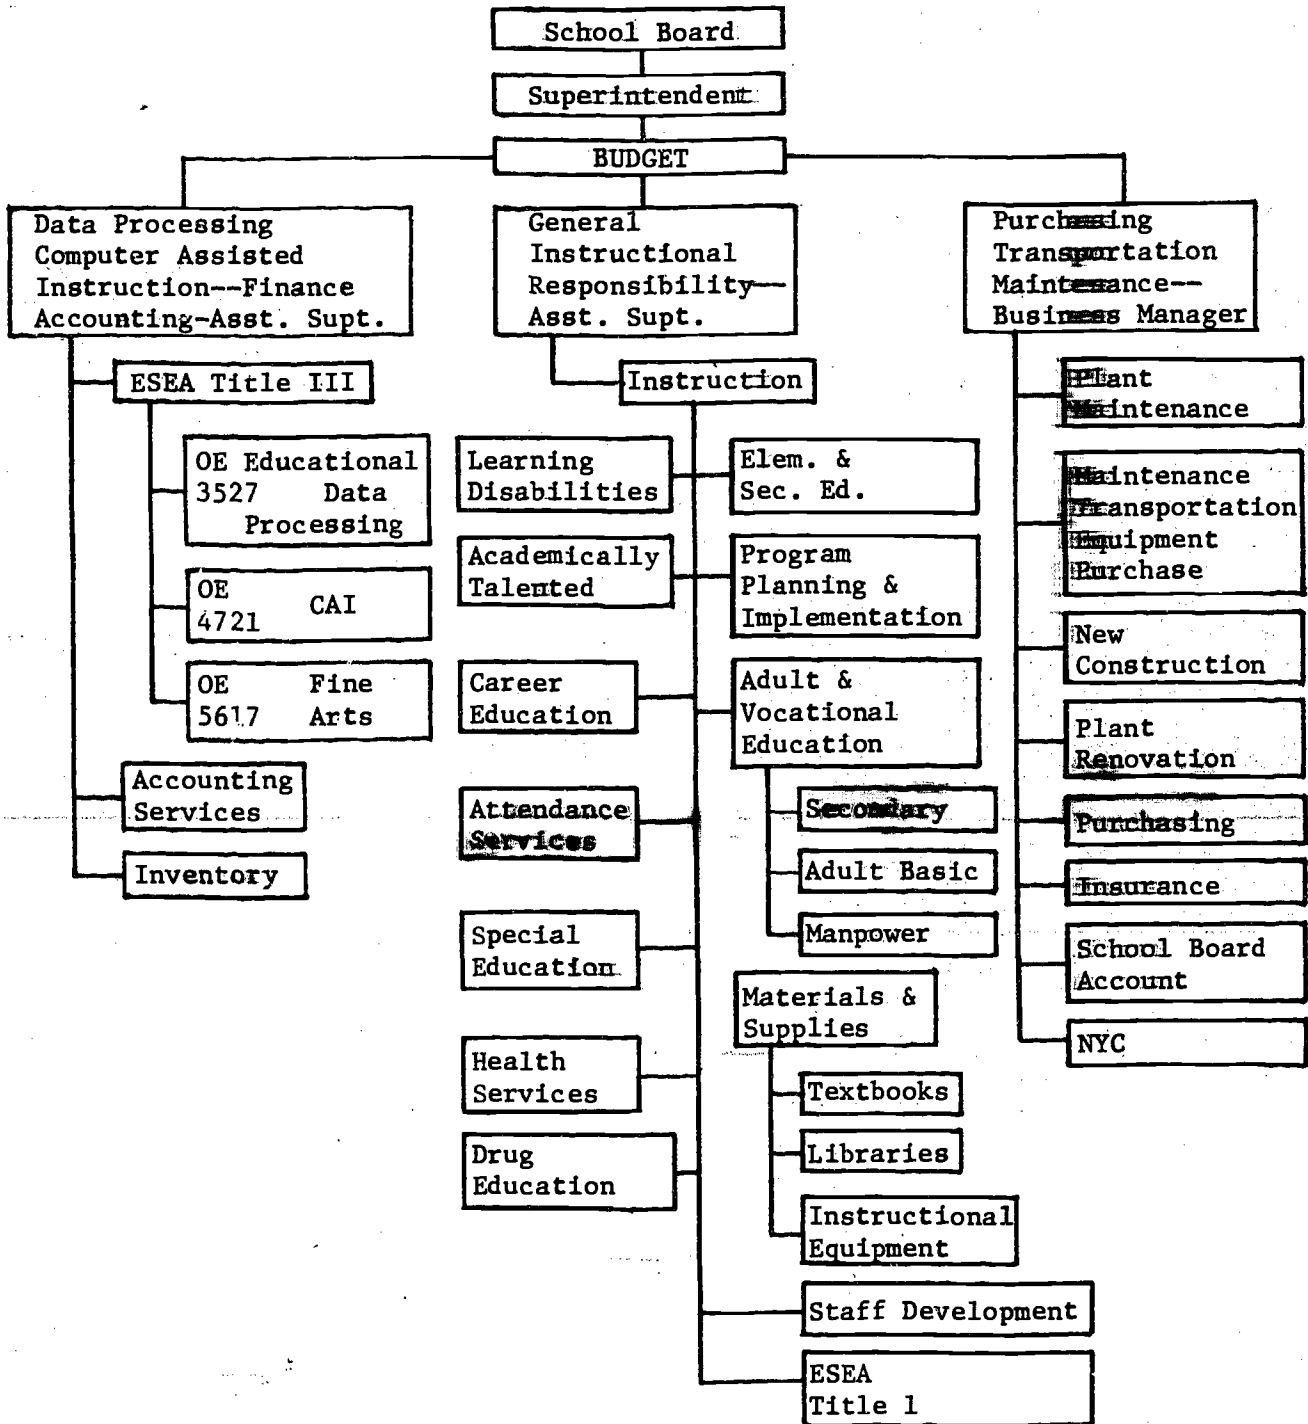 School Board
Superintendent
BUDGET
Data Processing
Computer Assisted
Instruction--Finance
Accounting-Asst. Supt.
ESEA Title III
OE Educational
3527 Data
Processing
OE
4721 CAI
OE Fine
5617 Arts
Accounting
Services
Inventory
General
Instructional
Responsibility--
Asst. Supt.
Instruction
Learning
Disabilities
Academically
Talented
Career
Education
Attendance
Services
Special
Education
Health
Services
Drug
Education
Elem. &
Sec. Ed.
Program
Planning &
Implementation
Adult &
Vocational
Education
Secondary
Adult Basic
Manpower
Materials &
Supplies
Textbooks
Libraries
Instructional
Equipment
Staff Development
ESEA
Title 1
Purchasing
Transportation
Maintenance--
Business Manager
Plant
Maintenance
Maintenance
Transportation
Equipment
Purchase
New
Construction
Plant
Renovation
Purchasing
Insurance
School Board
Account
NYC